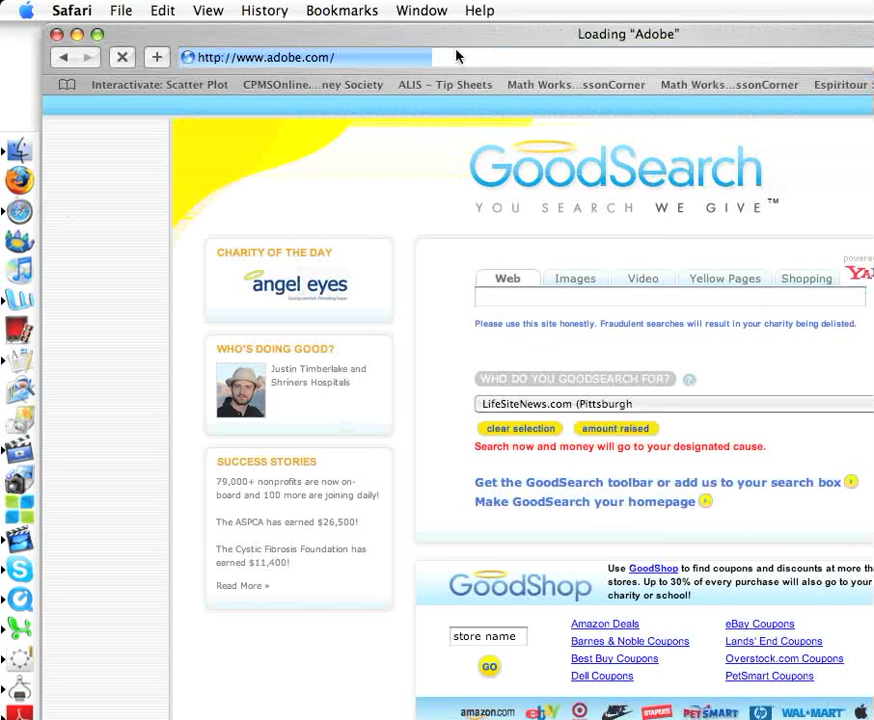 Safari File Edit View History Bookmarks Window Help
Loading “Adobe”
http://www.adobe.com/
Interactivate: Scatter Plot CPMSOnline....ney Society ALIS – Tip Sheets Math Works...ssonCorner Math Works...ssonCorner Espiritour :
GoodSearch
YOU SEARCH WE GIVE™
CHARITY OF THE DAY
angel eyes
WHO'S DOING GOOD?
Justin Timberlake and
Shriners Hospitals
SUCCESS STORIES
79,000+ nonprofits are now on-
board and 100 more are joining daily!
The ASPCA has earned $26,500!
The Cystic Fibrosis Foundation has
earned $11,400!
Read More »
powere
Web Images Video Yellow Pages Shopping YA
Please use this site honestly. Fraudulent searches will result in your charity being delisted.
WHO DO YOU GOODSEARCH FOR? ?
LifeSiteNews.com (Pittsburgh
clear selection amount raised
Search now and money will go to your designated cause.
Get the GoodSearch toolbar or add us to your search box
Make GoodSearch your homepage
GoodShop
Use GoodShop to find coupons and discounts at more th
stores. Up to 30% of every purchase will also go to your
charity or school!
store name
GO
Amazon Deals
Barnes & Noble Coupons
Best Buy Coupons
Dell Coupons
eBay Coupons
Lands' End Coupons
Overstock.com Coupons
PetSmart Coupons
amazon.com ebY STAPLES PETSMART hp WAL-MART